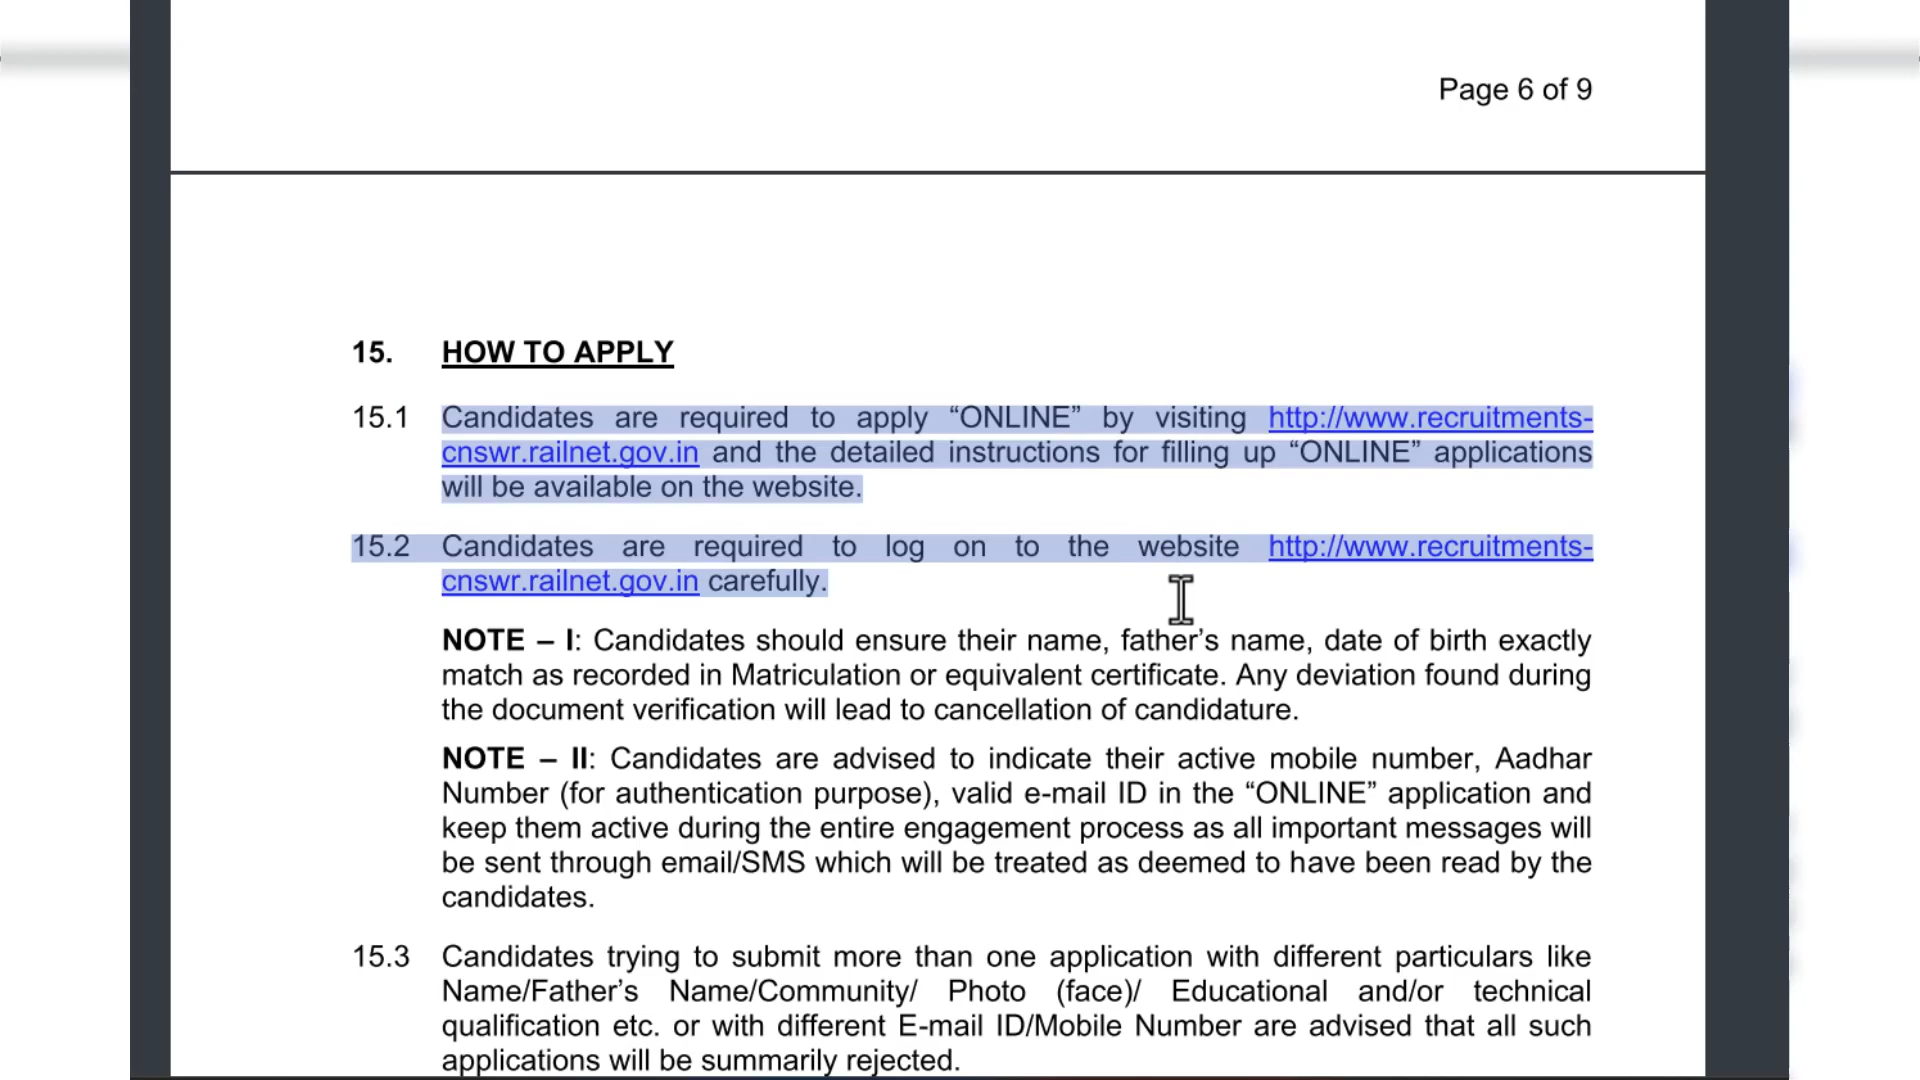 Page 6 of 9
15. HOW TO APPLY
15.1 Candidates are required to apply “ONLINE” by visiting http://www.recruitments-
cnswr.railnet.gov.in and the detailed instructions for filling up “ONLINE” applications
will be available on the website.
15.2 Candidates are required to log on to the website http://www.recruitments-
cnswr.railnet.gov.in carefully.
NOTE – I: Candidates should ensure their name, father’s name, date of birth exactly
match as recorded in Matriculation or equivalent certificate. Any deviation found during
the document verification will lead to cancellation of candidature.
NOTE – II: Candidates are advised to indicate their active mobile number, Aadhar
Number (for authentication purpose), valid e-mail ID in the “ONLINE” application and
keep them active during the entire engagement process as all important messages will
be sent through email/SMS which will be treated as deemed to have been read by the
candidates.
15.3 Candidates trying to submit more than one application with different particulars like
Name/Father’s Name/Community/ Photo (face)/ Educational and/or technical
qualification etc. or with different E-mail ID/Mobile Number are advised that all such
applications will be summarily rejected.